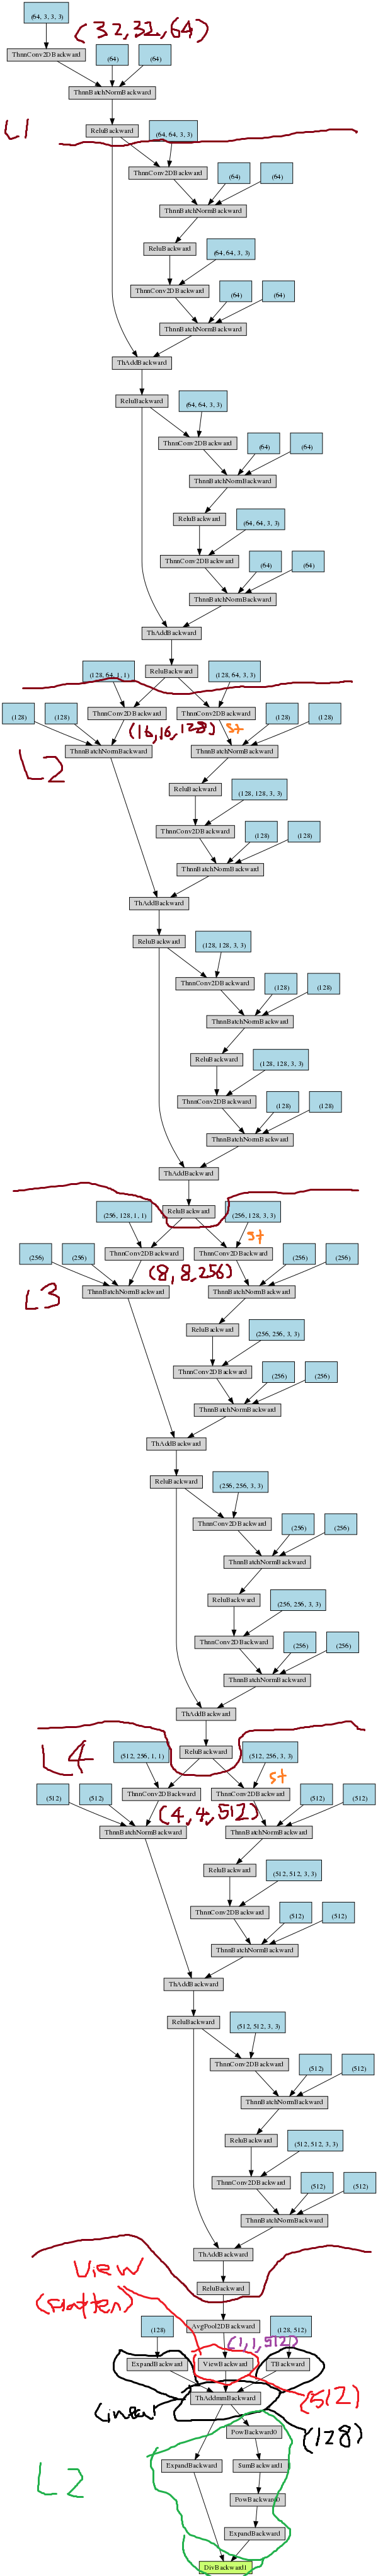 (64, 3, 3, 3)
(32,32,64)
ThnnConv2DBackward
(64)
(64)
ThnnBatchNormBackward
L1
ReluBackward
(64, 64, 3, 3)
ThnnConv2DBackward
(64)
(64)
ThnnBatchNormBackward
ReluBackward
(64, 64, 3, 3)
ThnnConv2DBackward
(64)
(64)
ThnnBatchNormBackward
ThAddBackward
ReluBackward
(64, 64, 3, 3)
ThnnConv2DBackward
(64)
(64)
ThnnBatchNormBackward
ReluBackward
(64, 64, 3, 3)
ThnnConv2DBackward
(64)
(64)
ThnnBatchNormBackward
ThAddBackward
ReluBackward
(128, 64, 1, 1)
(128, 64, 3, 3)
ThnnConv2DBackward
ThnnConv2DBackward
(128)
(128)
(16,16,128)
st
(128)
(128)
ThnnBatchNormBackward
ThnnBatchNormBackward
L2
ReluBackward
(128, 128, 3, 3)
ThnnConv2DBackward
(128)
(128)
ThnnBatchNormBackward
ThAddBackward
ReluBackward
(128, 128, 3, 3)
ThnnConv2DBackward
(128)
(128)
ThnnBatchNormBackward
ReluBackward
(128, 128, 3, 3)
ThnnConv2DBackward
(128)
(128)
ThnnBatchNormBackward
ThAddBackward
ReluBackward
(256, 128, 1, 1)
(256, 128, 3, 3)
st
ThnnConv2DBackward
ThnnConv2DBackward
(256)
(256)
(8,8,256)
(256)
(256)
ThnnBatchNormBackward
ThnnBatchNormBackward
L3
ReluBackward
(256, 256, 3, 3)
ThnnConv2DBackward
(256)
(256)
ThnnBatchNormBackward
ThAddBackward
ReluBackward
(256, 256, 3, 3)
ThnnConv2DBackward
(256)
(256)
ThnnBatchNormBackward
ReluBackward
(256, 256, 3, 3)
ThnnConv2DBackward
(256)
(256)
ThnnBatchNormBackward
ThAddBackward
L4
ReluBackward
(512, 256, 1, 1)
(512, 256, 3, 3)
st
ThnnConv2DBackward
ThnnConv2DBackward
(512)
(512)
(4,4,512)
(512)
(512)
ThnnBatchNormBackward
ThnnBatchNormBackward
ReluBackward
(512, 512, 3, 3)
ThnnConv2DBackward
(512)
(512)
ThnnBatchNormBackward
ThAddBackward
ReluBackward
(512, 512, 3, 3)
ThnnConv2DBackward
(512)
(512)
ThnnBatchNormBackward
ReluBackward
(512, 512, 3, 3)
ThnnConv2DBackward
(512)
(512)
ThnnBatchNormBackward
ThAddBackward
View
ReluBackward
(Flatten)
AvgPool2DBackward
(128)
(1,1,512)
(128, 512)
ExpandBackward
ViewBackward
TBackward
ThAddmmBackward
(512)
Linear
(128)
PowBackward0
ExpandBackward
SumBackward1
L2
PowBackward0
ExpandBackward
DivBackward1